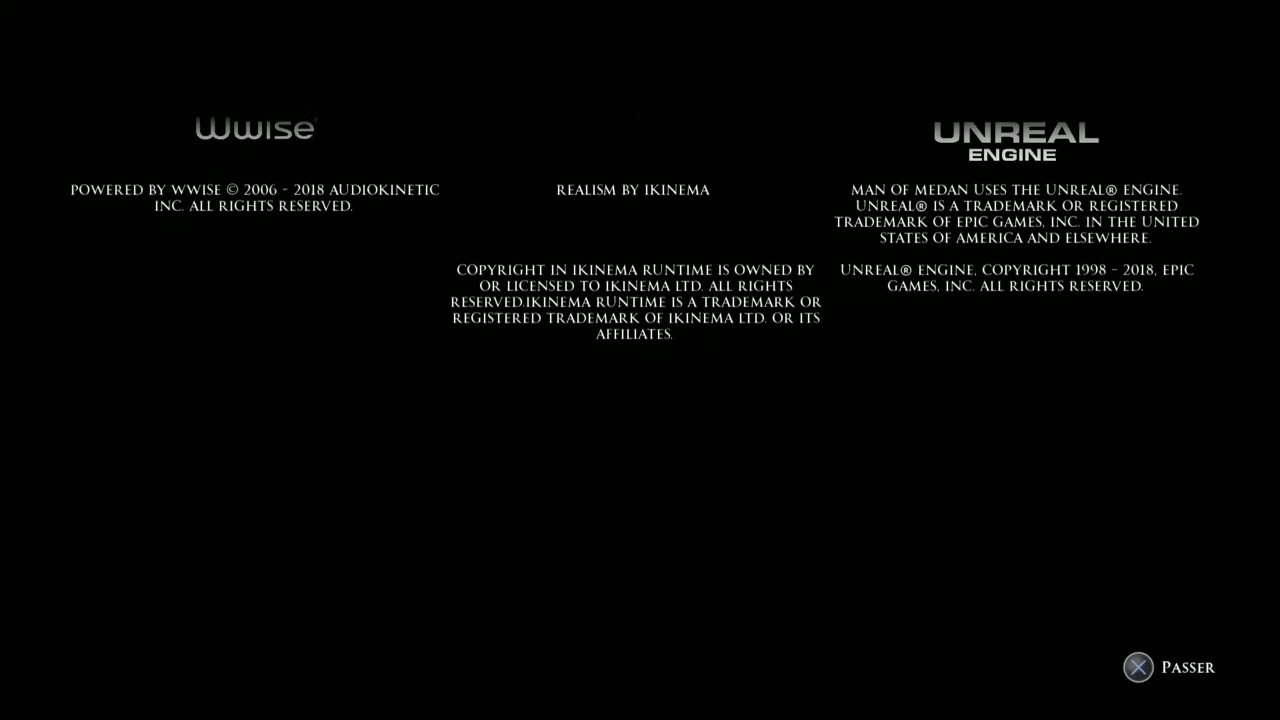 Wwise
POWERED BY WWISE © 2006 - 2018 AUDIOKINETIC
INC. ALL RIGHTS RESERVED.
REALISM BY IKINEMA
COPYRIGHT IN IKINEMA RUNTIME IS OWNED BY
OR LICENSED TO IKINEMA LTD. ALL RIGHTS
RESERVED.IKINEMA RUNTIME IS A TRADEMARK OR
REGISTERED TRADEMARK OF IKINEMA LTD. OR ITS
AFFILIATES.
UNREAL
ENGINE
MAN OF MEDAN USES THE UNREAL® ENGINE.
UNREAL® IS A TRADEMARK OR REGISTERED
TRADEMARK OF EPIC GAMES, INC. IN THE UNITED
STATES OF AMERICA AND ELSEWHERE.
UNREAL® ENGINE, COPYRIGHT 1998 - 2018, EPIC
GAMES, INC. ALL RIGHTS RESERVED.
PASSER